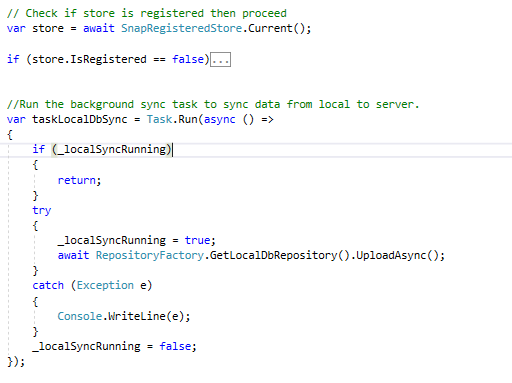 // Check if store is registered then proceed
var store = await SnapRegisteredStore.Current();
if (store.IsRegistered == false)...
//Run the background sync task to sync data from local to server.
var taskLocalDbSync = Task.Run(async () =>
{
if (_localSyncRunning)
{
return;
}
try
{
_localSyncRunning = true;
await RepositoryFactory.GetLocalDbRepository().UploadAsync();
}
catch (Exception e)
{
Console.WriteLine(e);
}
_localSyncRunning = false;
});